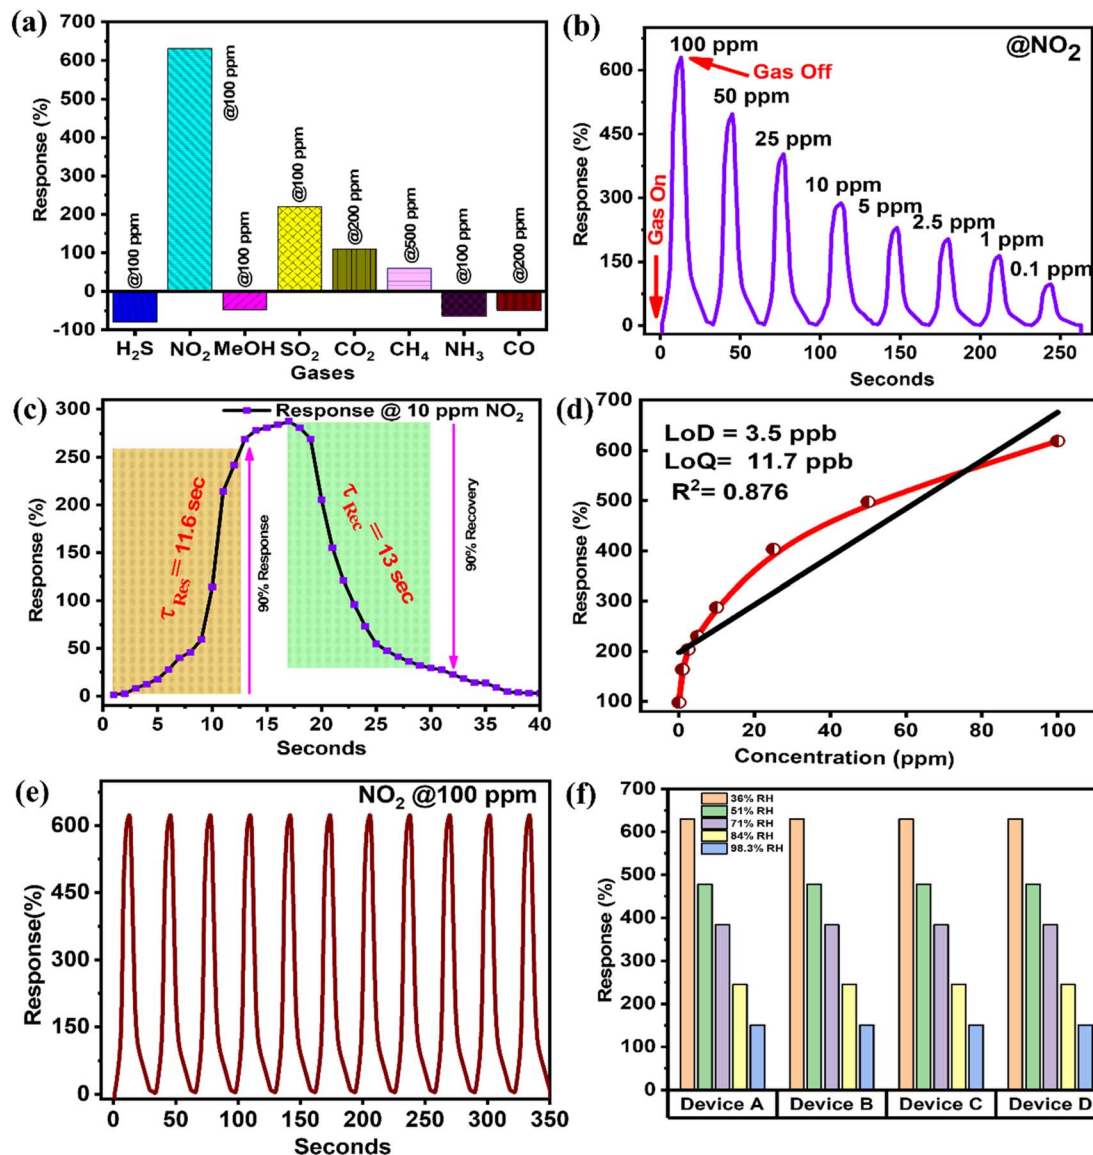 (a)
700
600
500
400
300
200
100
0
-100
Response (%)
@100 ppm
@100 ppm
@100 ppm
@100 ppm
@200 ppm
@500 ppm
@100 ppm
@200 ppm
H₂S NO₂ MeOH SO₂ CO₂ CH₄ NH₃ CO
Gases
(b)
@NO₂
100 ppm
Gas Off
50 ppm
25 ppm
10 ppm
5 ppm
2.5 ppm
1 ppm
0.1 ppm
Gas On
600
450
300
150
0
Response (%)
0 50 100 150 200 250
Seconds
(c)
Response @ 10 ppm NO₂
τ Res = 11.6 sec
90% Response
τ Rec = 13 sec
90% Recovery
300
250
200
150
100
50
0
Response (%)
0 5 10 15 20 25 30 35 40
Seconds
(d)
LoD = 3.5 ppb
LoQ= 11.7 ppb
R²= 0.876
700
600
500
400
300
200
100
Response (%)
0 20 40 60 80 100
Concentration (ppm)
(e)
NO₂ @100 ppm
600
450
300
150
0
Response(%)
0 50 100 150 200 250 300 350
Seconds
(f)
36% RH
51% RH
71% RH
84% RH
98.3% RH
700
600
500
400
300
200
100
0
Response (%)
Device A Device B Device C Device D